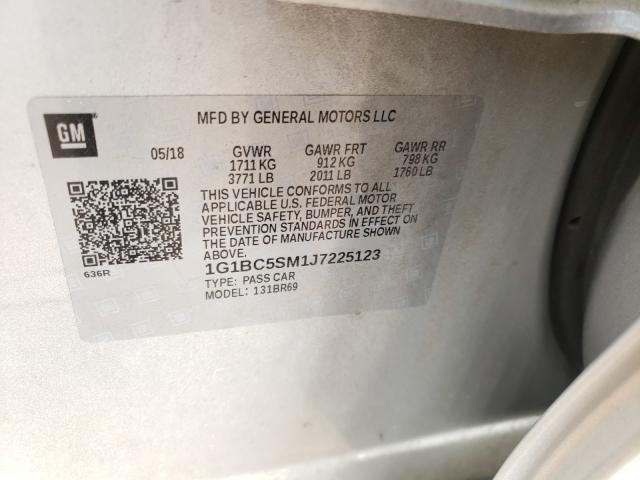 GM
MFD BY GENERAL MOTORS LLC
05/18 GVWR GAWR FRT GAWR RR
1711 KG 912 KG 798 KG
3771 LB 2011 LB 1760 LB
THIS VEHICLE CONFORMS TO ALL
APPLICABLE U.S. FEDERAL MOTOR
VEHICLE SAFETY, BUMPER, AND THEFT
PREVENTION STANDARDS IN EFFECT ON
THE DATE OF MANUFACTURE SHOWN
ABOVE.
636R
1G1BC5SM1J7225123
TYPE: PASS CAR
MODEL: 131BR69